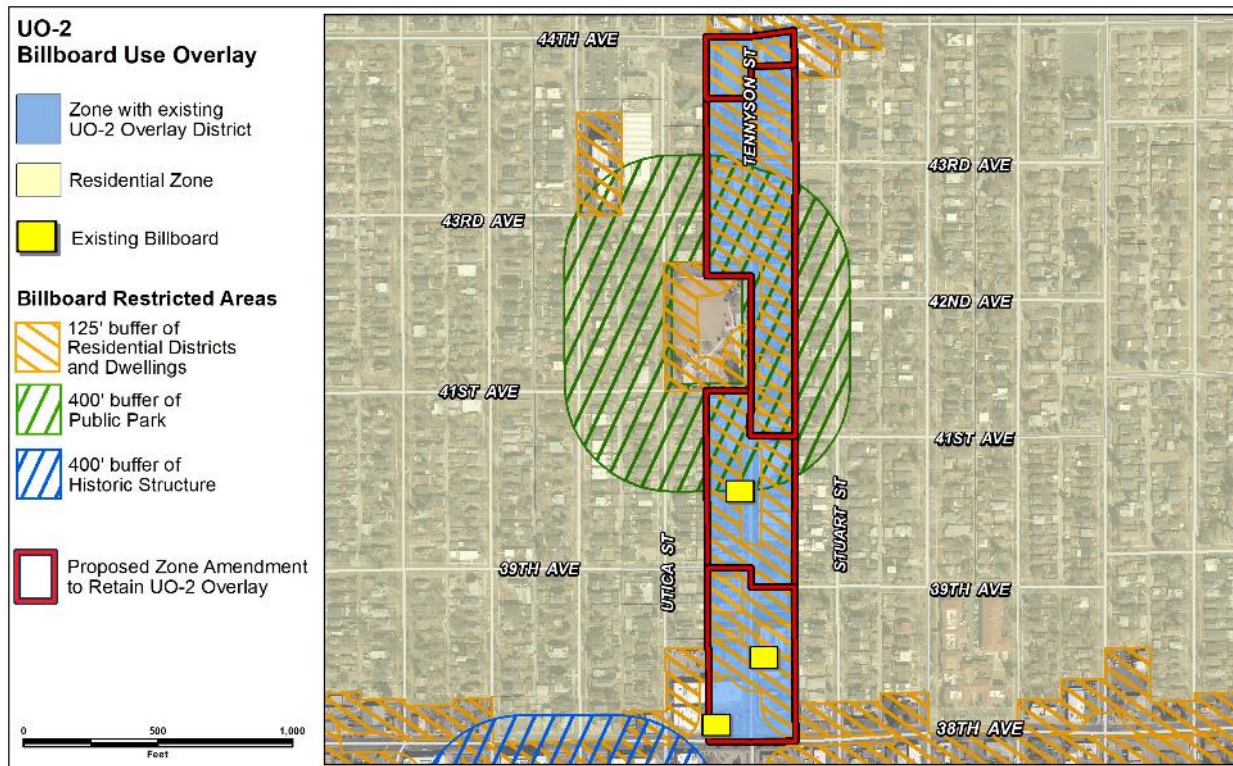 UO-2
Billboard Use Overlay
Zone with existing
UO-2 Overlay District
Residential Zone
Existing Billboard
Billboard Restricted Areas
125' buffer of
Residential Districts
and Dwellings
400' buffer of
Public Park
400' buffer of
Historic Structure
Proposed Zone Amendment
to Retain UO-2 Overlay
0 500 1,000
Feet
44TH AVE
TENNYSON ST
43RD AVE
43RD AVE
42ND AVE
41ST AVE
41ST AVE
UTICA ST
STUART ST
39TH AVE
39TH AVE
38TH AVE